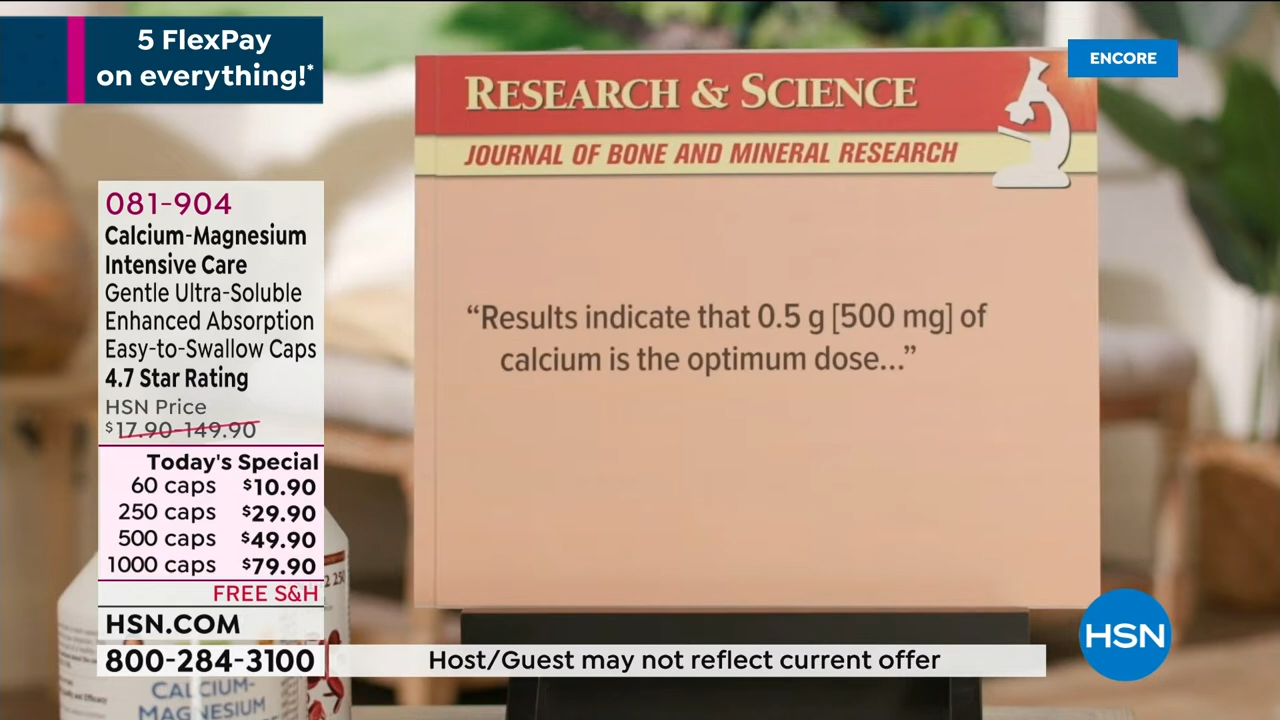 5 FlexPay
on everything!*
ENCORE
RESEARCH & SCIENCE
JOURNAL OF BONE AND MINERAL RESEARCH
“Results indicate that 0.5 g [500 mg] of
calcium is the optimum dose...”
081-904
Calcium-Magnesium
Intensive Care
Gentle Ultra-Soluble
Enhanced Absorption
Easy-to-Swallow Caps
4.7 Star Rating
HSN Price
$17.90-149.90
Today's Special
60 caps $10.90
250 caps $29.90
500 caps $49.90
1000 caps $79.90
FREE S&H
HSN.COM
800-284-3100
Host/Guest may not reflect current offer
HSN
CALCIUM-
MAGNESIUM